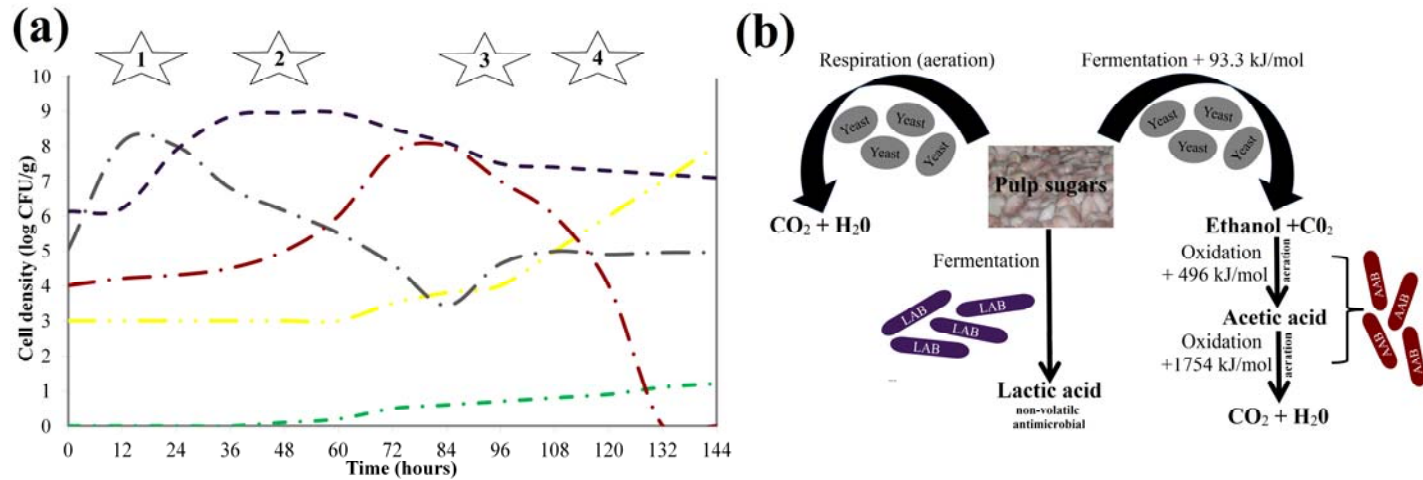 (a)
1
2
3
4
10
9
8
7
6
5
4
3
2
1
0
Cell density (log CFU/g)
0 12 24 36 48 60 72 84 96 108 120 132 144
Time (hours)
(b)
Respiration (aeration)
Fermentation + 93.3 kJ/mol
Yeast
Yeast
Yeast
Yeast
Yeast
Yeast
Yeast
Yeast
Pulp sugars
CO₂ + H₂0
Ethanol +C0₂
Fermentation
Oxidation
+ 496 kJ/mol
aeration
LAB
LAB
LAB
LAB
AAB
AAB
AAB
AAB
Acetic acid
Oxidation
+1754 kJ/mol
aeration
Lactic acid
non-volatilc
antimicrobial
CO₂ + H₂0